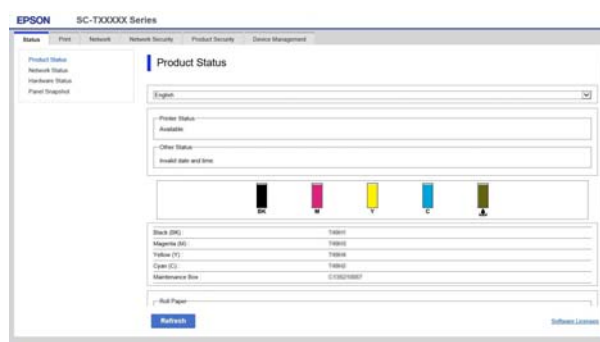 EPSON SC-TXXXXX Series
Status Print Network Network Security Product Security Device Management
Product Status
Network Status
Hardware Status
Panel Snapshot
Product Status
English
Printer Status
Available
Other Status
Invalid date and time
BK M Y C
Black (BK) :
Magenta (M) :
Yellow (Y) :
Cyan (C) :
Maintenance Box :
Roll Paper
Refresh
Software Licenses